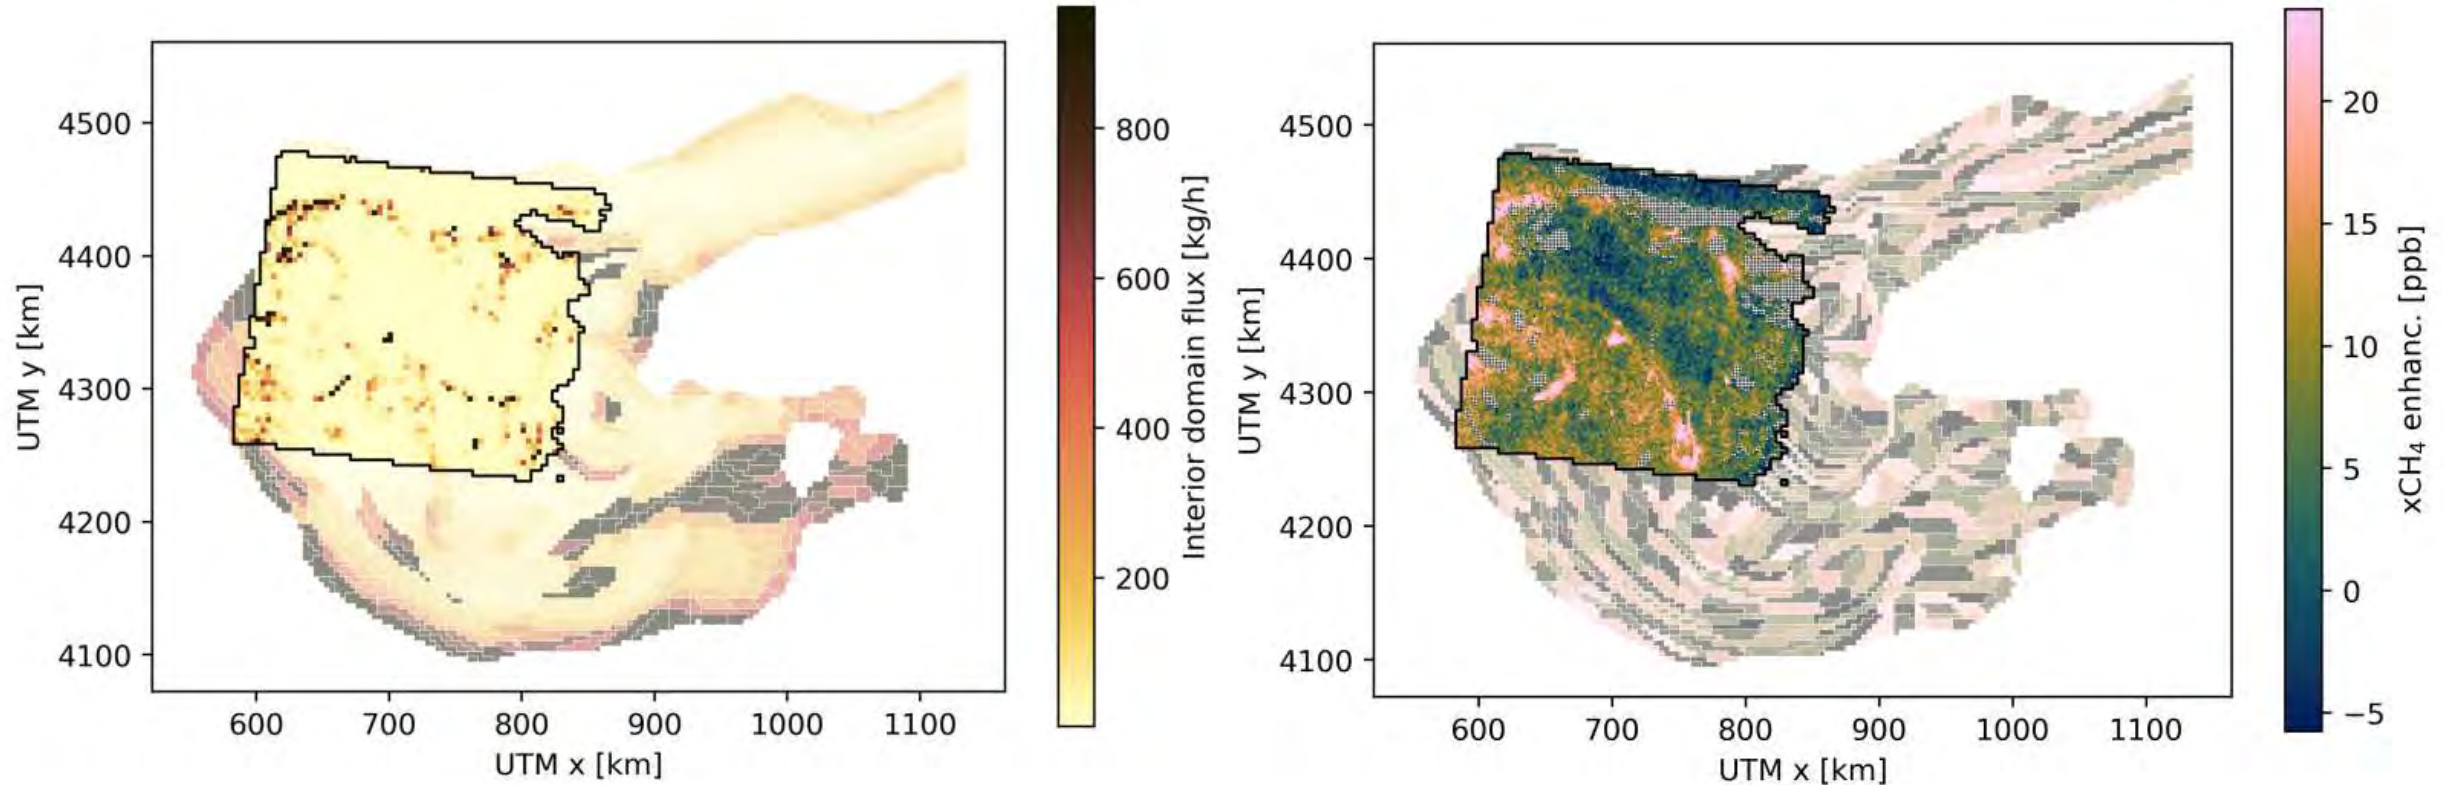 4500
4400
4300
4200
4100
UTM y [km]
600 700 800 900 1000 1100
UTM x [km]
800
600
400
200
Interior domain flux [kg/h]
4500
4400
4300
4200
4100
UTM y [km]
600 700 800 900 1000 1100
UTM x [km]
20
15
10
5
0
−5
xCH₄ enhanc. [ppb]